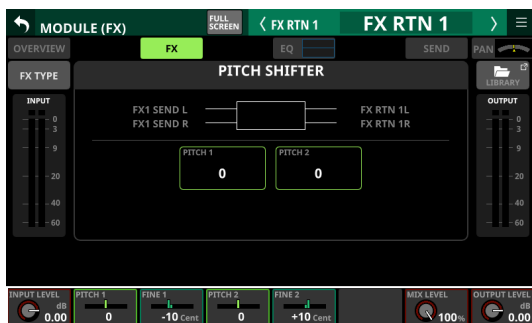 MODULE (FX)
FULL
SCREEN
FX RTN 1
FX RTN 1
OVERVIEW
FX
EQ
SEND
PAN
FX TYPE
PITCH SHIFTER
LIBRARY
INPUT
OUTPUT
0
3
9
20
40
60
FX1 SEND L
FX RTN 1L
FX1 SEND R
FX RTN 1R
PITCH 1
0
PITCH 2
0
0
3
9
20
40
60
INPUT LEVEL
dB
0.00
PITCH 1
0
FINE 1
-10 Cent
PITCH 2
0
FINE 2
+10 Cent
MIX LEVEL
100%
OUTPUT LEVEL
dB
0.00